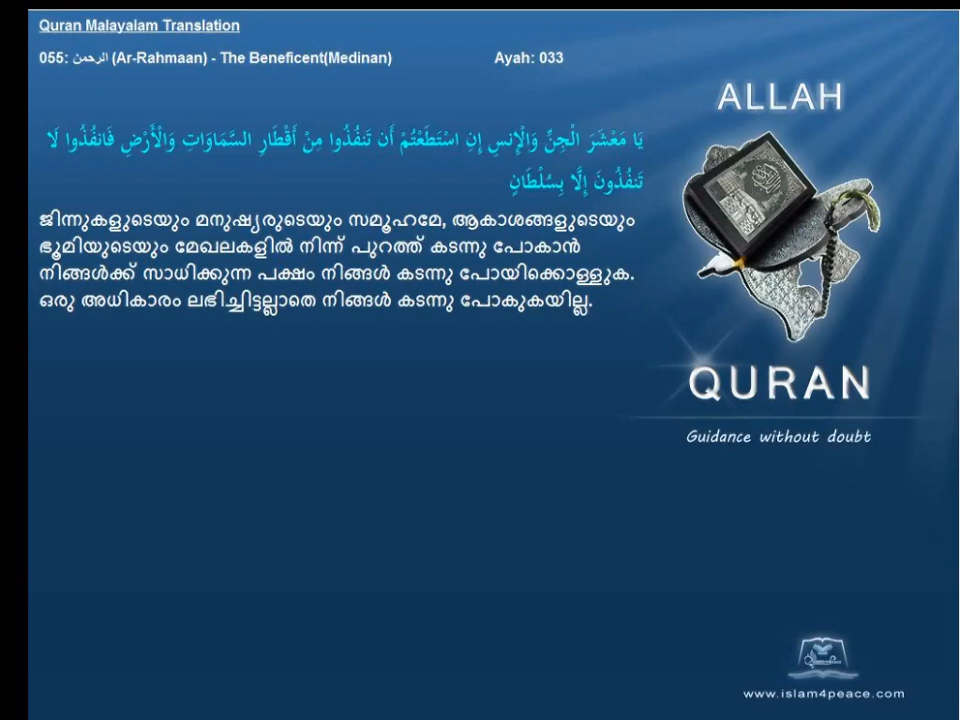 Quran Malayalam Translation
055: الرحمن (Ar-Rahmaan) - The Beneficent(Medinan) Ayah: 033
ALLAH
يَا مَعْشَرَ الْجِنِّ وَالْإِنسِ إِنِ اسْتَطَعْتُمْ أَن تَنفُذُوا مِنْ أَقْطَارِ السَّمَاوَاتِ وَالْأَرْضِ فَانفُذُوا لَا
تَنفُذُونَ إِلَّا بِسُلْطَانٍ
ജിന്നുകളുടെയും മനുഷ്യരുടെയും സമൂഹമേ, ആകാശങ്ങളുടെയും
ഭൂമിയുടെയും മേഖലകളില്‍ നിന്ന് പുറത്ത് കടന്നു പോകാന്‍
നിങ്ങള്‍ക്ക് സാധിക്കുന്ന പക്ഷം നിങ്ങള്‍ കടന്നു പോയിക്കൊള്ളുക.
ഒരു അധികാരം ലഭിച്ചിട്ടല്ലാതെ നിങ്ങള്‍ കടന്നു പോകുകയില്ല.
QURAN
Guidance without doubt
www.islam4peace.com